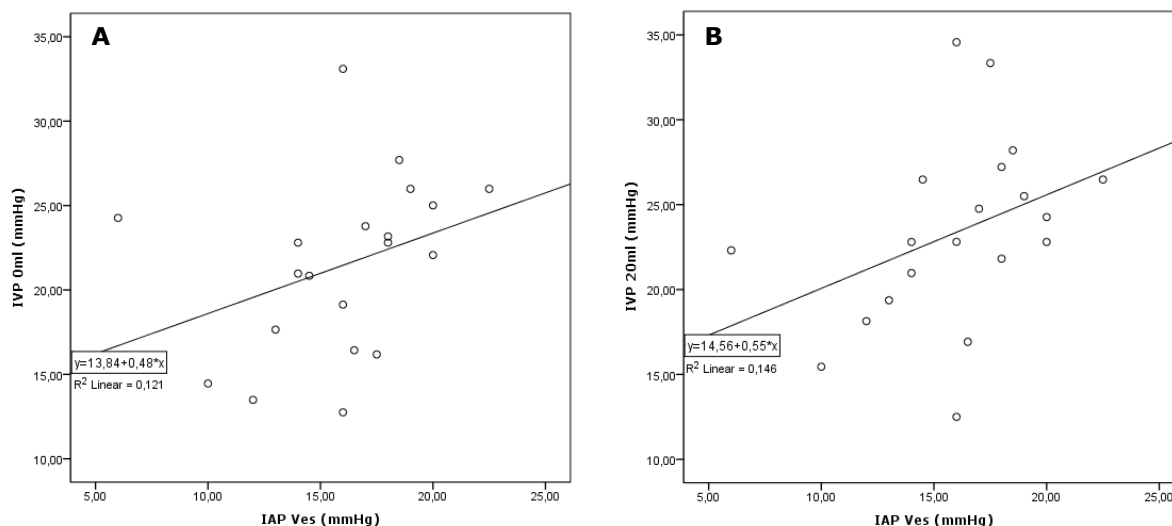 A
35,00
30,00
25,00
20,00
15,00
10,00
IVP 0ml (mmHg)
y=13,84+0,48*x
R² Linear = 0,121
5,00 10,00 15,00 20,00 25,00
IAP Ves (mmHg)
B
35,00
30,00
25,00
20,00
15,00
10,00
IVP 20ml (mmHg)
y=14,56+0,55*x
R² Linear = 0,146
5,00 10,00 15,00 20,00 25,00
IAP Ves (mmHg)